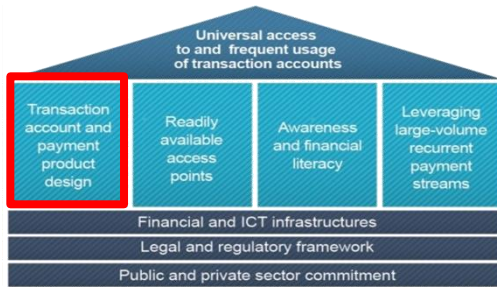 Universal access
to and frequent usage
of transaction accounts
Transaction
account and
payment
product
design
Readily
available
access
points
Awareness
and financial
literacy
Leveraging
large-volume
recurrent
payment
streams
Financial and ICT infrastructures
Legal and regulatory framework
Public and private sector commitment